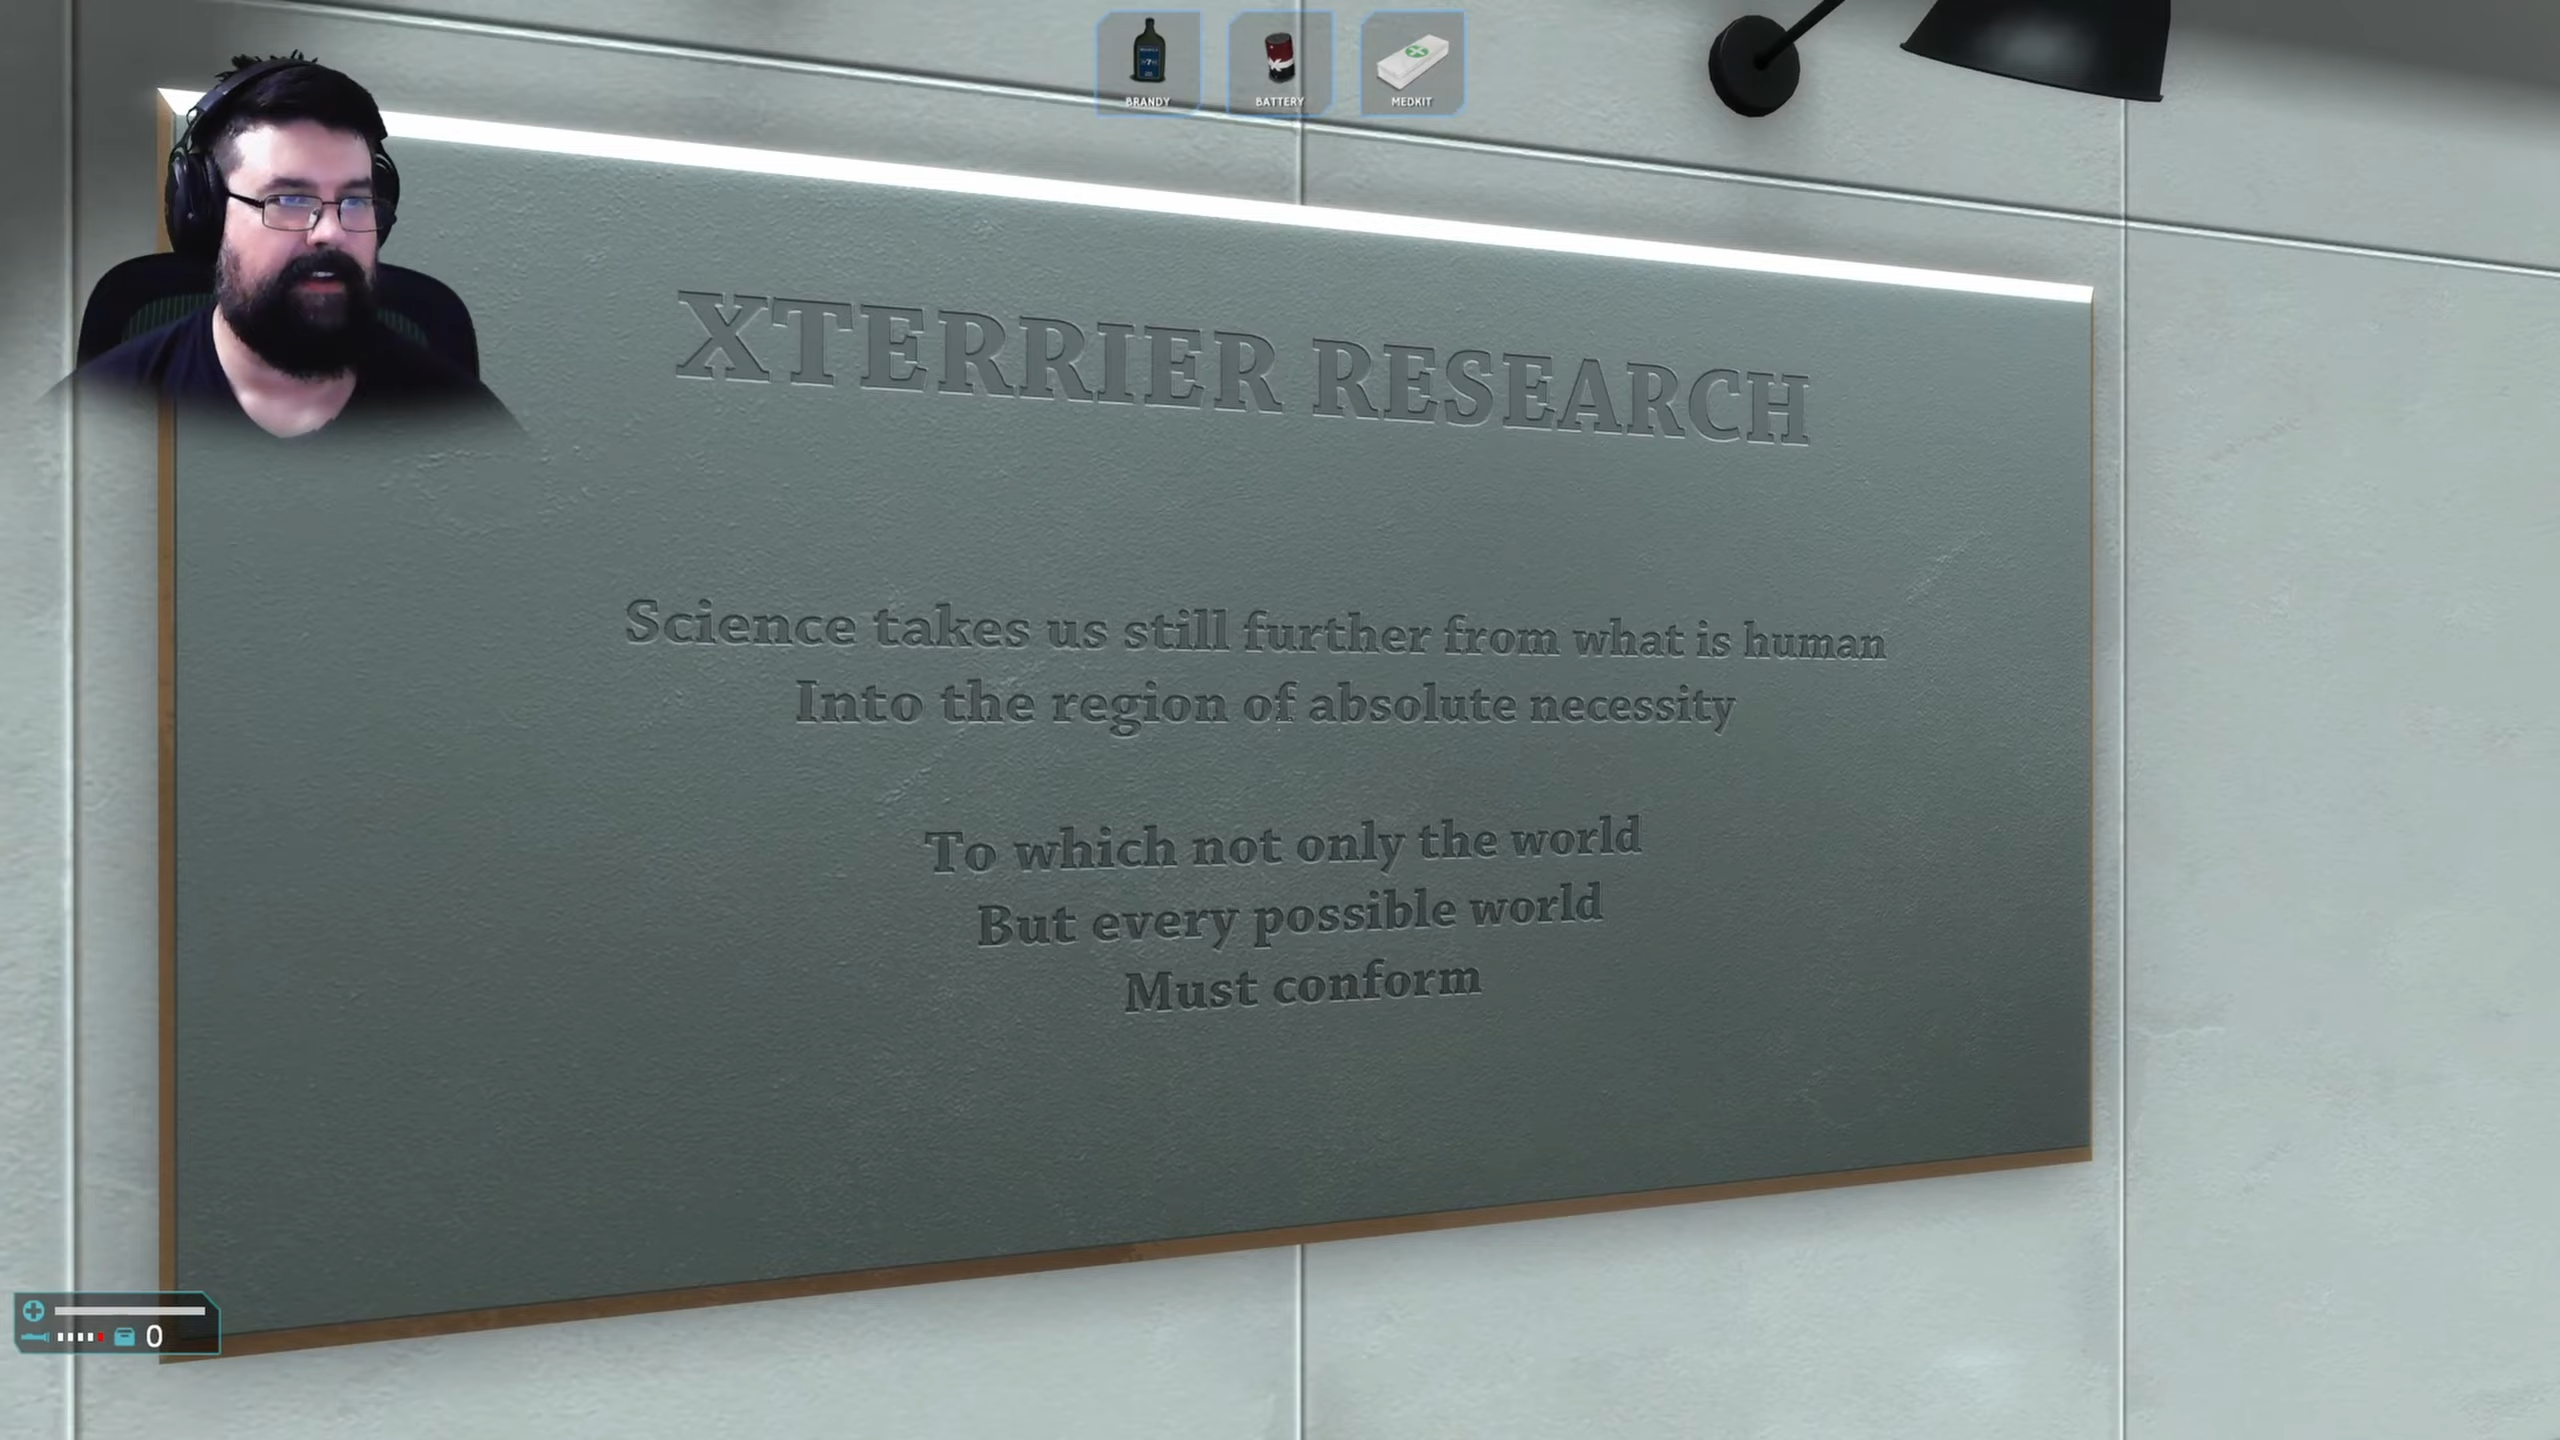 BRANDY
BATTERY
MEDKIT
XTERRIER RESEARCH
Science takes us still further from what is human
Into the region of absolute necessity
To which not only the world
But every possible world
Must conform
0